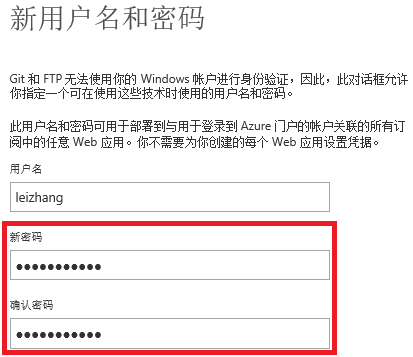 新用户名和密码
Git 和 FTP 无法使用你的 Windows 帐户进行身份验证，因此，此对话框允许
你指定一个可在使用这些技术时使用的用户名和密码。
此用户名和密码可用于部署到与用于登录到 Azure 门户的帐户关联的所有订
阅中的任意 Web 应用。你不需要为你创建的每个 Web 应用设置凭据。
用户名
leizhang
新密码
●●●●●●●●●●●
确认密码
●●●●●●●●●●●